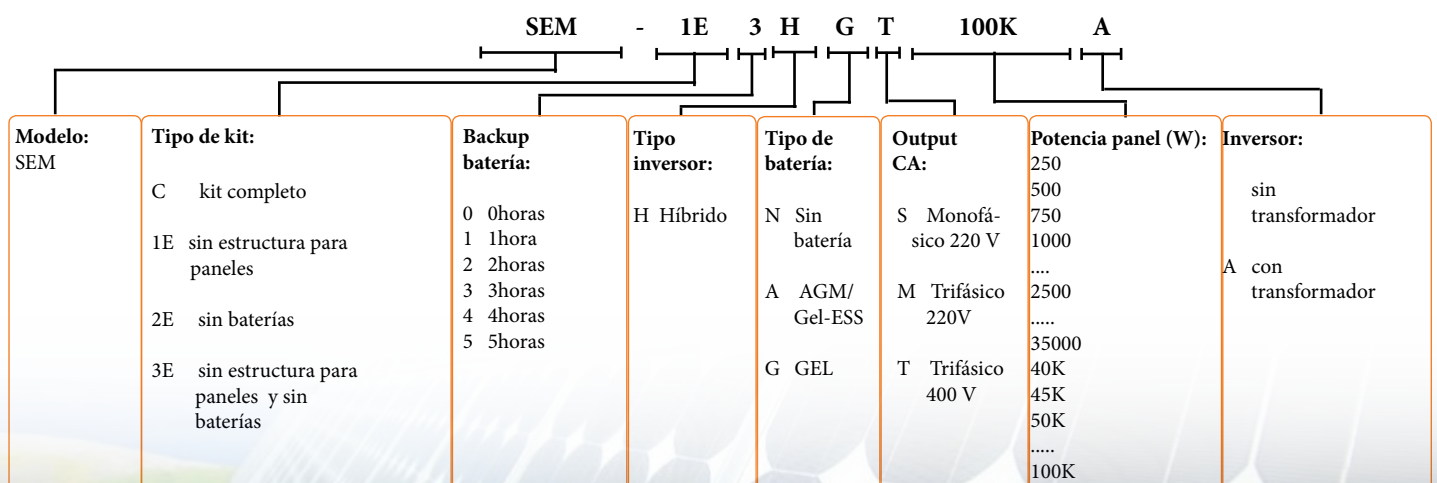 SEM - 1E 3 H G T 100K A
Modelo:
SEM
Tipo de kit:
C kit completo
1E sin estructura para
paneles
2E sin baterías
3E sin estructura para
paneles y sin
baterías
Backup
batería:
0 0horas
1 1hora
2 2horas
3 3horas
4 4horas
5 5horas
Tipo
inversor:
H Híbrido
Tipo de
batería:
N Sin
batería
A AGM/
Gel-ESS
G GEL
Output
CA:
S Monofá-
sico 220 V
M Trifásico
220V
T Trifásico
400 V
Potencia panel (W):
250
500
750
1000
....
2500
.....
35000
40K
45K
50K
.....
100K
Inversor:
sin
transformador
A con
transformador